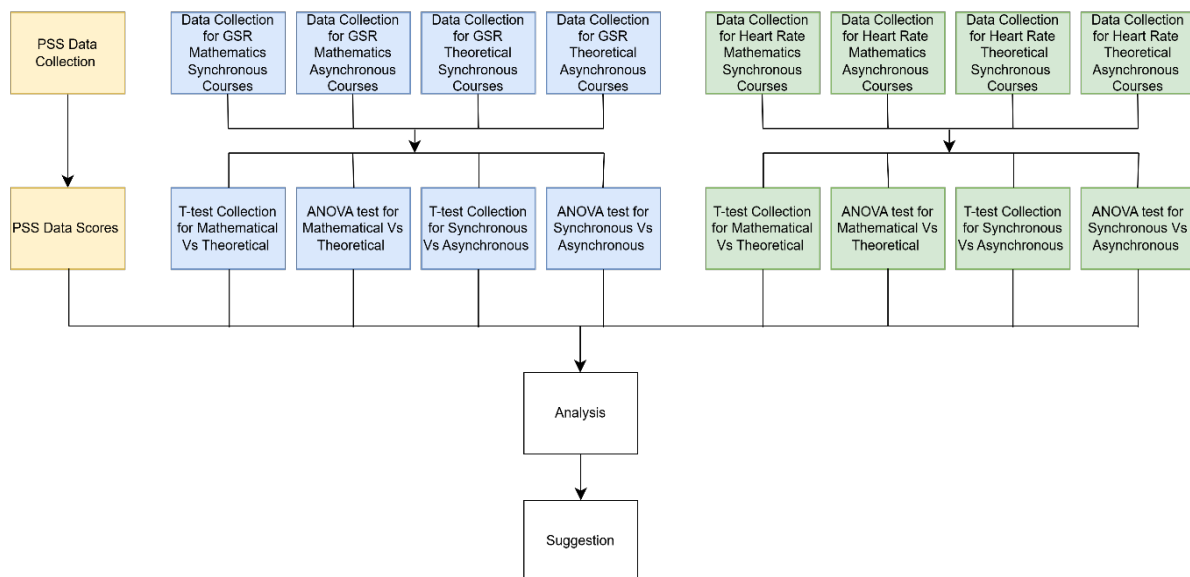 PSS Data
Collection
Data Collection
for GSR
Mathematics
Synchronous
Courses
Data Collection
for GSR
Mathematics
Asynchronous
Courses
Data Collection
for GSR
Theoretical
Synchronous
Courses
Data Collection
for GSR
Theoretical
Asynchronous
Courses
Data Collection
for Heart Rate
Mathematics
Synchronous
Courses
Data Collection
for Heart Rate
Mathematics
Asynchronous
Courses
Data Collection
for Heart Rate
Theoretical
Synchronous
Courses
Data Collection
for Heart Rate
Theoretical
Asynchronous
Courses
PSS Data Scores
T-test Collection
for Mathematical
Vs Theoretical
ANOVA test for
Mathematical Vs
Theoretical
T-test Collection
for Synchronous
Vs Asynchronous
ANOVA test for
Synchronous Vs
Asynchronous
T-test Collection
for Mathematical
Vs Theoretical
ANOVA test for
Mathematical Vs
Theoretical
T-test Collection
for Synchronous
Vs Asynchronous
ANOVA test for
Synchronous Vs
Asynchronous
Analysis
Suggestion